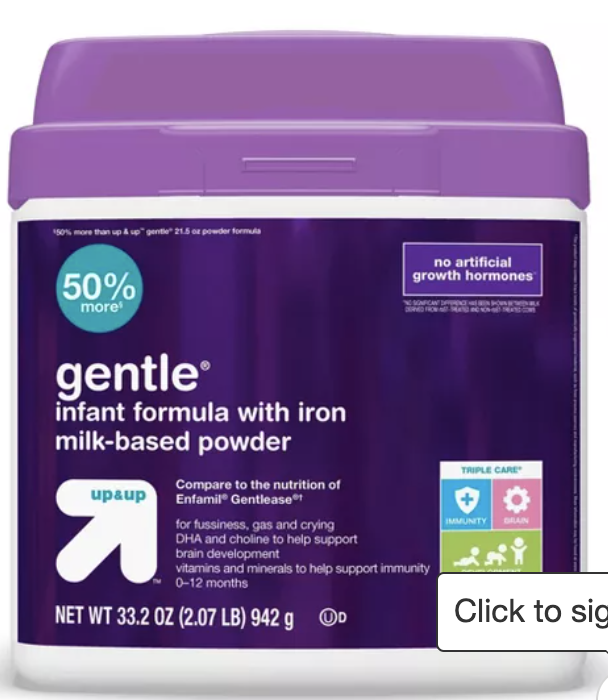 §50% more than up & up™ gentle® 21.5 oz powder formula
50%
more§
no artificial
growth hormones*
*NO SIGNIFICANT DIFFERENCE HAS BEEN SHOWN BETWEEN MILK
DERIVED FROM rbST-TREATED AND NON-rbST-TREATED COWS
gentle®
infant formula with iron
milk-based powder
up&up
™
Compare to the nutrition of
Enfamil® Gentlease®†
for fussiness, gas and crying
DHA and choline to help support
brain development
vitamins and minerals to help support immunity
0–12 months
TRIPLE CARE®
IMMUNITY
BRAIN
NET WT 33.2 OZ (2.07 LB) 942 g
Ⓤ D
Click to sig